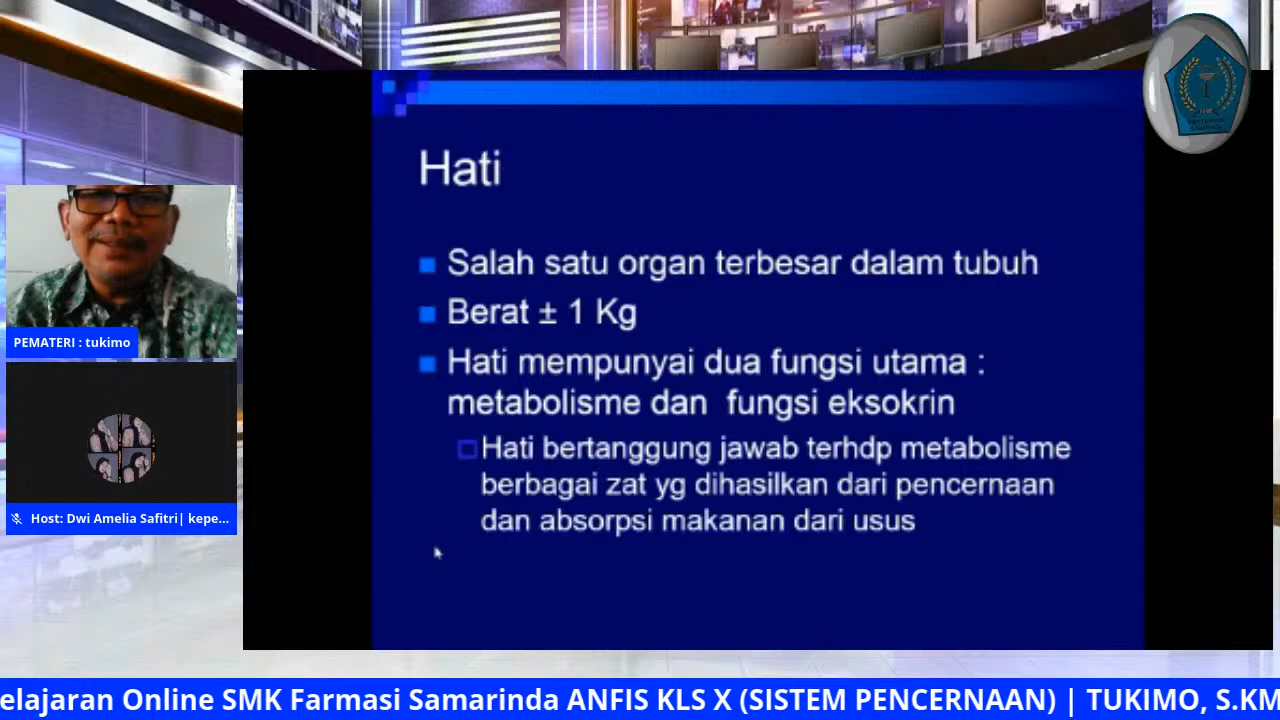 Hati
Salah satu organ terbesar dalam tubuh
Berat ± 1 Kg
Hati mempunyai dua fungsi utama :
metabolisme dan fungsi eksokrin
Hati bertanggung jawab terhdp metabolisme
berbagai zat yg dihasilkan dari pencernaan
dan absorpsi makanan dari usus
PEMATERI : tukimo
Host: Dwi Amelia Safitri| kepe...
elajaran Online SMK Farmasi Samarinda ANFIS KLS X (SISTEM PENCERNAAN) | TUKIMO, S.KM